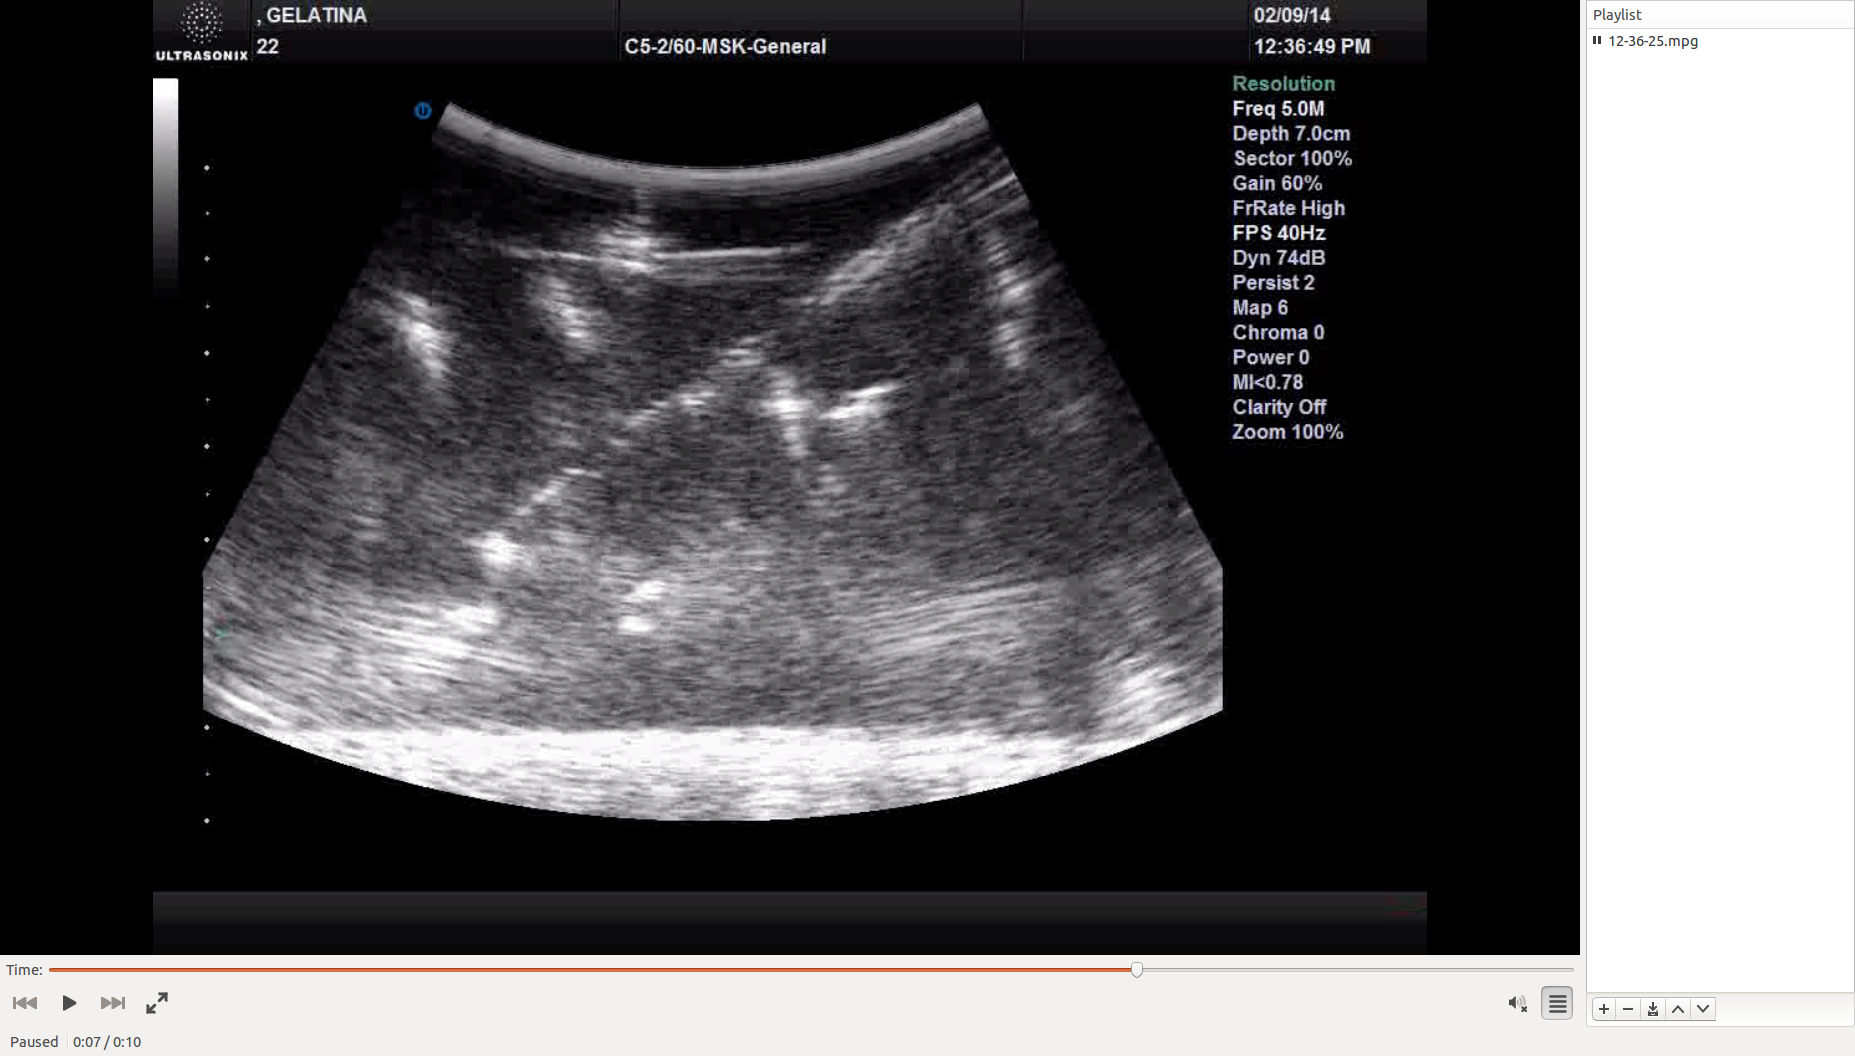 , GELATINA
ULTRASONIX
22
C5-2/60-MSK-General
02/09/14
12:36:49 PM
Resolution
Freq 5.0M
Depth 7.0cm
Sector 100%
Gain 60%
FrRate High
FPS 40Hz
Dyn 74dB
Persist 2
Map 6
Chroma 0
Power 0
MI<0.78
Clarity Off
Zoom 100%
Playlist
12-36-25.mpg
Time:
Paused
0:07 / 0:10